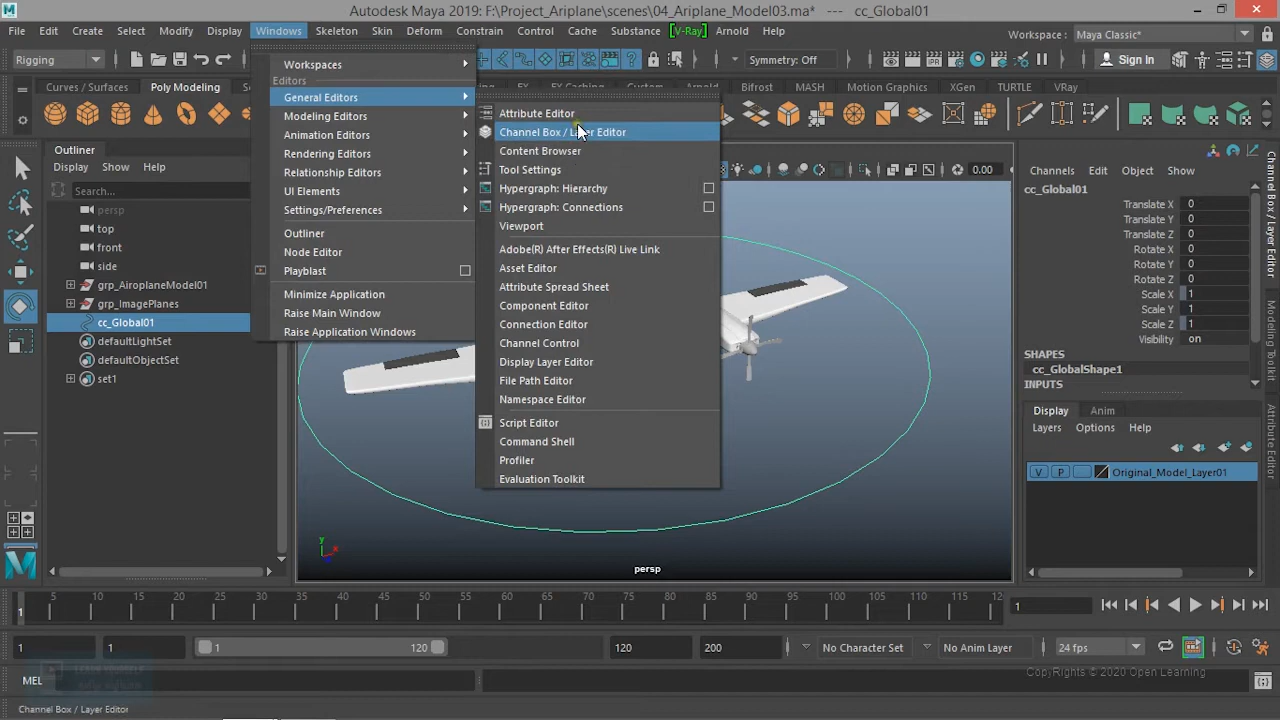 Autodesk Maya 2019: F:\Project_Ariplane\scenes\04_Ariplane_Model03.ma* --- cc_Global01
File Edit Create Select Modify Display Windows Skeleton Skin Deform Constrain Control Cache Substance [V-Ray] Arnold Help Workspace : Maya Classic*
Rigging Symmetry: Off Sign In
Curves / Surfaces Poly Modeling Custom Arnold Bifrost MASH Motion Graphics XGen TURTLE VRay
Outliner
Display Show Help
Search...
persp
top
front
side
grp_AiroplaneModel01
grp_ImagePlanes
cc_Global01
defaultLightSet
defaultObjectSet
set1
Workspaces
Editors
General Editors
Modeling Editors
Animation Editors
Rendering Editors
Relationship Editors
UI Elements
Settings/Preferences
Outliner
Node Editor
Playblast
Minimize Application
Raise Main Window
Raise Application Windows
Attribute Editor
Channel Box / Layer Editor
Content Browser
Tool Settings
Hypergraph: Hierarchy
Hypergraph: Connections
Viewport
Adobe(R) After Effects(R) Live Link
Asset Editor
Attribute Spread Sheet
Component Editor
Connection Editor
Channel Control
Display Layer Editor
File Path Editor
Namespace Editor
Script Editor
Command Shell
Profiler
Evaluation Toolkit
0.00
persp
Channels Edit Object Show
cc_Global01
Translate X 0
Translate Y 0
Translate Z 0
Rotate X 0
Rotate Y 0
Rotate Z 0
Scale X 1
Scale Y 1
Scale Z 1
Visibility on
SHAPES
cc_GlobalShape1
INPUTS
Display Anim
Layers Options Help
V P Original_Model_Layer01
Channel Box / Layer Editor
Modeling Toolkit
Attribute Editor
1 5 10 15 20 25 30 35 40 45 50 55 60 65 70 75 80 85 90 95 100 105 110 115 12
1
1 1 1 120 120 200 No Character Set No Anim Layer 24 fps
MEL
CopyRights © 2020 Open Learning
Channel Box / Layer Editor